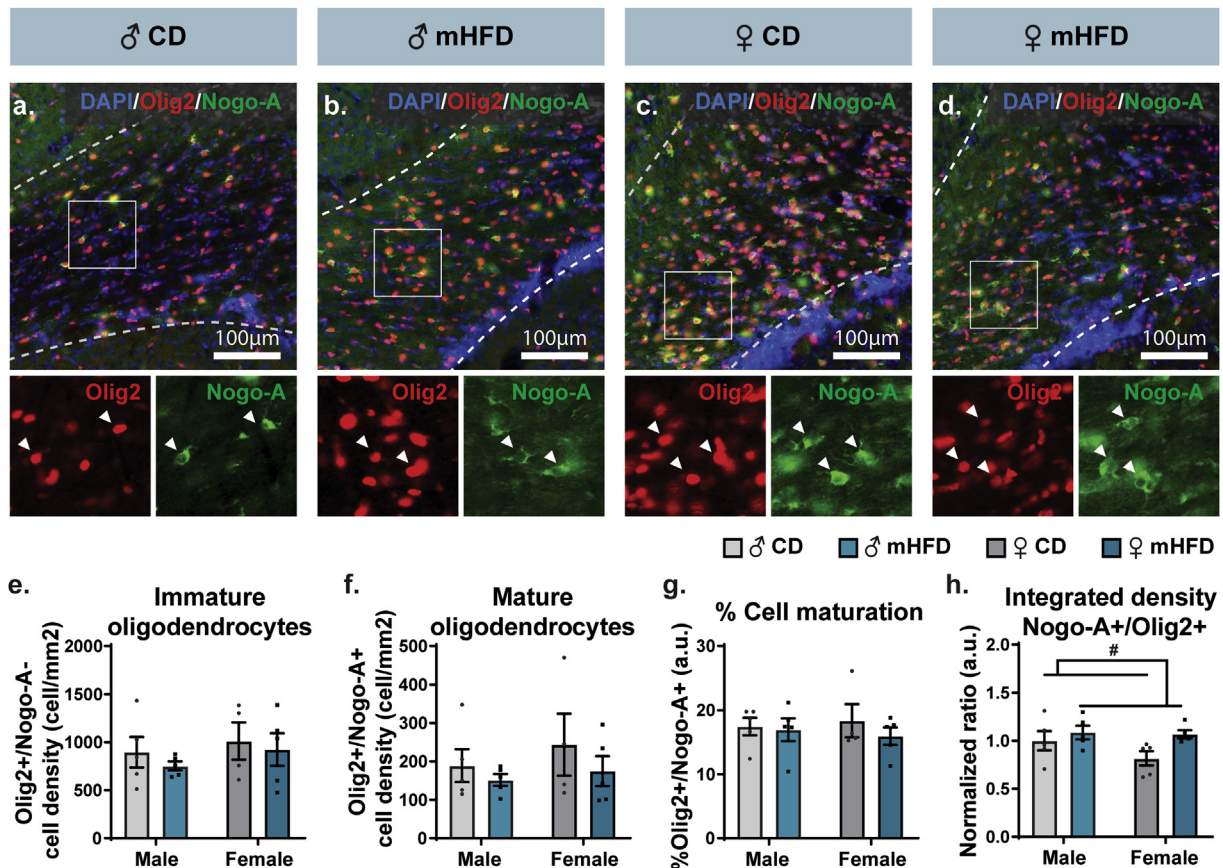 ♂ CD
♂ mHFD
♀ CD
♀ mHFD
a.
DAPI/Olig2/Nogo-A
100µm
b.
DAPI/Olig2/Nogo-A
100µm
c.
DAPI/Olig2/Nogo-A
100µm
d.
DAPI/Olig2/Nogo-A
100µm
Olig2
Nogo-A
Olig2
Nogo-A
Olig2
Nogo-A
Olig2
Nogo-A
♂ CD
♂ mHFD
♀ CD
♀ mHFD
e.
Immature
oligodendrocytes
Olig2+/Nogo-A-
cell density (cell/mm2)
2000
1500
1000
500
0
Male
Female
f.
Mature
oligodendrocytes
Olig2+/Nogo-A+
cell density (cell/mm2)
500
400
300
200
100
0
Male
Female
g.
% Cell maturation
%Olig2+/Nogo-A+ (a.u.)
30
20
10
0
Male
Female
h.
Integrated density
Nogo-A+/Olig2+
Normalized ratio (a.u.)
2.0
1.5
1.0
0.5
0.0
#
Male
Female